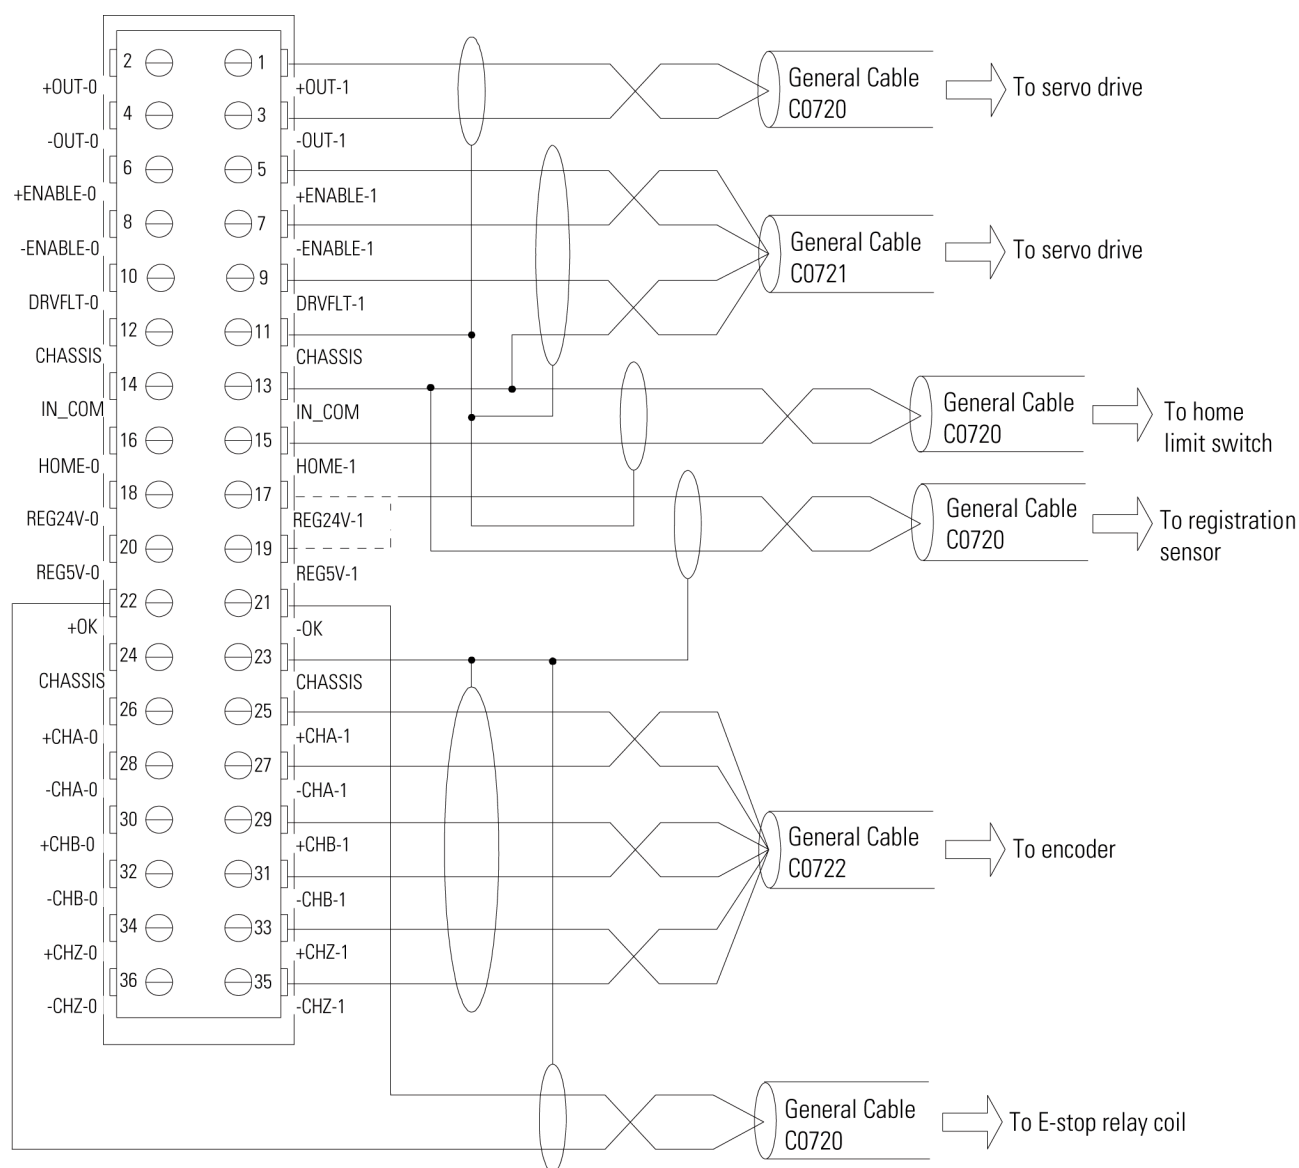 2 1
+OUT-0 +OUT-1
4 3
-OUT-0 -OUT-1
6 5
+ENABLE-0 +ENABLE-1
8 7
-ENABLE-0 -ENABLE-1
10 9
DRVFLT-0 DRVFLT-1
12 11
CHASSIS CHASSIS
14 13
IN_COM IN_COM
16 15
HOME-0 HOME-1
18 17
REG24V-0 REG24V-1
20 19
REG5V-0 REG5V-1
22 21
+OK -OK
24 23
CHASSIS CHASSIS
26 25
+CHA-0 +CHA-1
28 27
-CHA-0 -CHA-1
30 29
+CHB-0 +CHB-1
32 31
-CHB-0 -CHB-1
34 33
+CHZ-0 +CHZ-1
36 35
-CHZ-0 -CHZ-1
General Cable
C0720
To servo drive
General Cable
C0721
To servo drive
General Cable
C0720
To home
limit switch
General Cable
C0720
To registration
sensor
General Cable
C0722
To encoder
General Cable
C0720
To E-stop relay coil